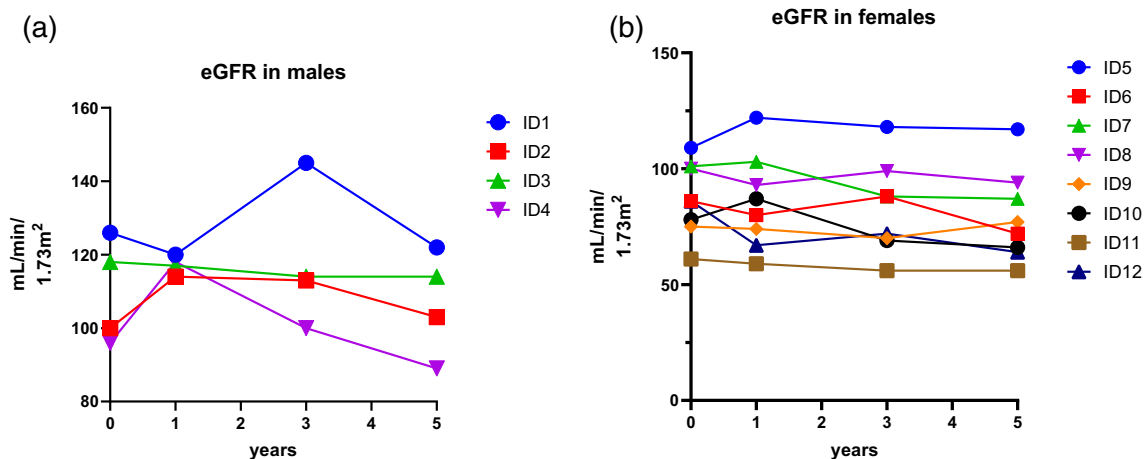 (a)
eGFR in males
160
140
120
100
80
mL/min/
1.73m²
0 1 2 3 4 5
years
ID1
ID2
ID3
ID4
(b)
eGFR in females
150
100
50
0
mL/min/
1.73m²
0 1 2 3 4 5
years
ID5
ID6
ID7
ID8
ID9
ID10
ID11
ID12